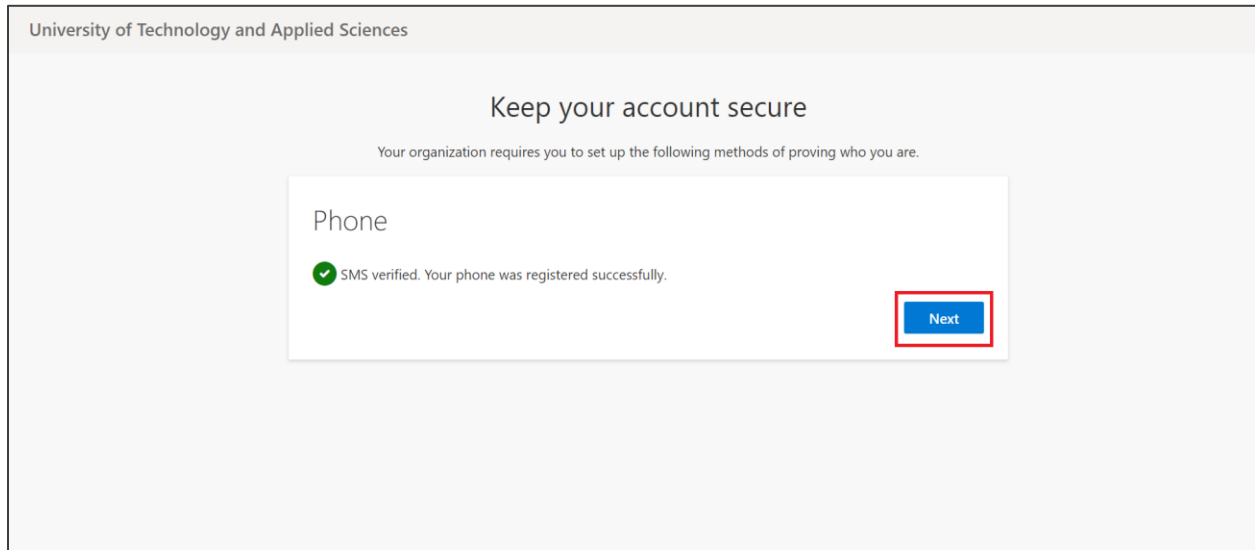 University of Technology and Applied Sciences
Keep your account secure
Your organization requires you to set up the following methods of proving who you are.
Phone
SMS verified. Your phone was registered successfully.
Next